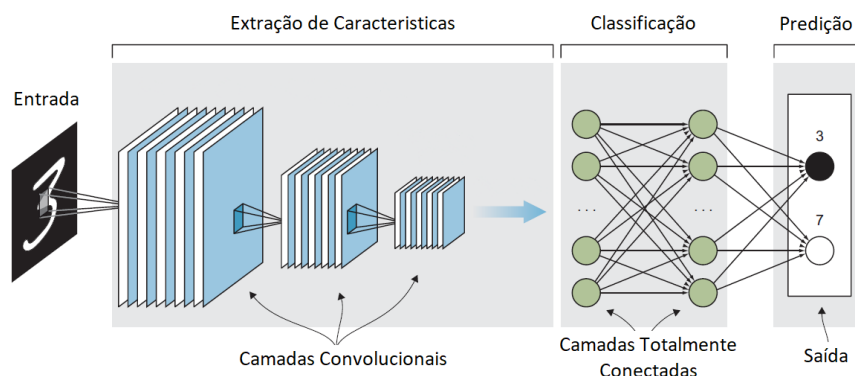 Extração de Caracteristicas
Classificação
Predição
Entrada
3
7
. . .
. . .
Camadas Convolucionais
Camadas Totalmente
Conectadas
Saída